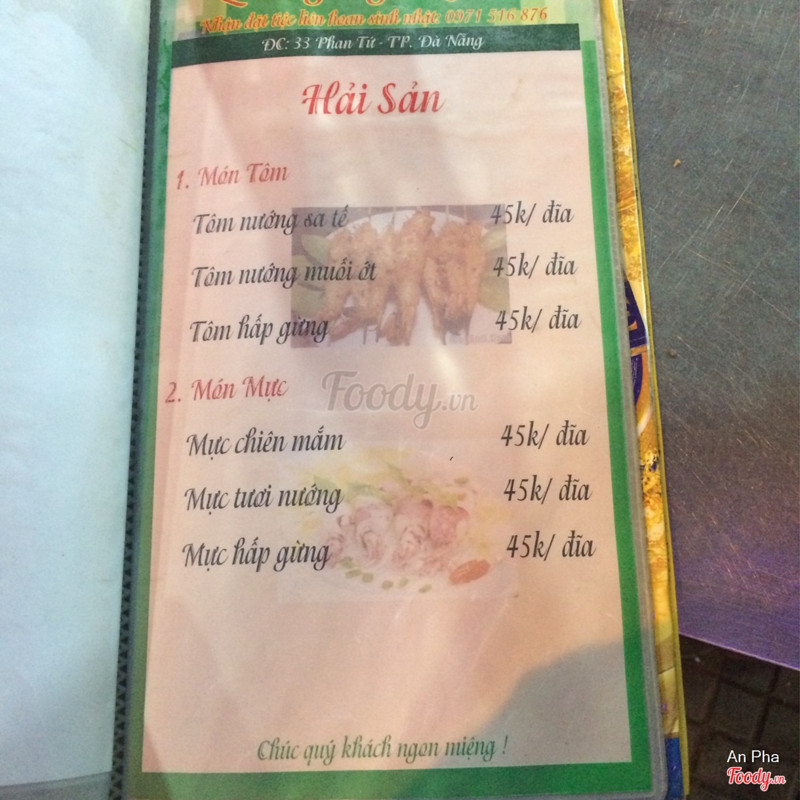 Nhận đặt tiệc liên hoan sinh nhật: 0971 516 876
ĐC: 33 Phan Tứ - TP. Đà Nẵng
Hải Sản
1. Món Tôm
Tôm nướng sa tế 45k/ đĩa
Tôm nướng muối ớt 45k/ đĩa
Tôm hấp gừng 45k/ đĩa
Foody.vn
2. Món Mực
Mực chiên mắm 45k/ đĩa
Mực tươi nướng 45k/ đĩa
Mực hấp gừng 45k/ đĩa
Chúc quý khách ngon miệng !
An Pha
Foody.vn